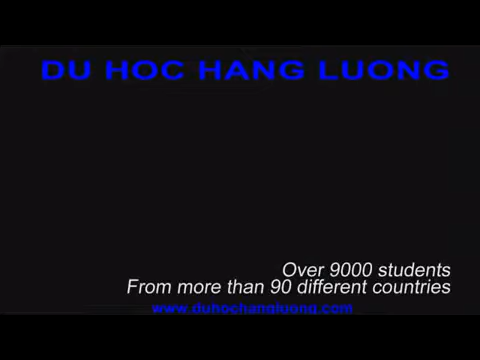 DU HOC HANG LUONG
Over 9000 students
From more than 90 different countries
www.duhochangluong.com